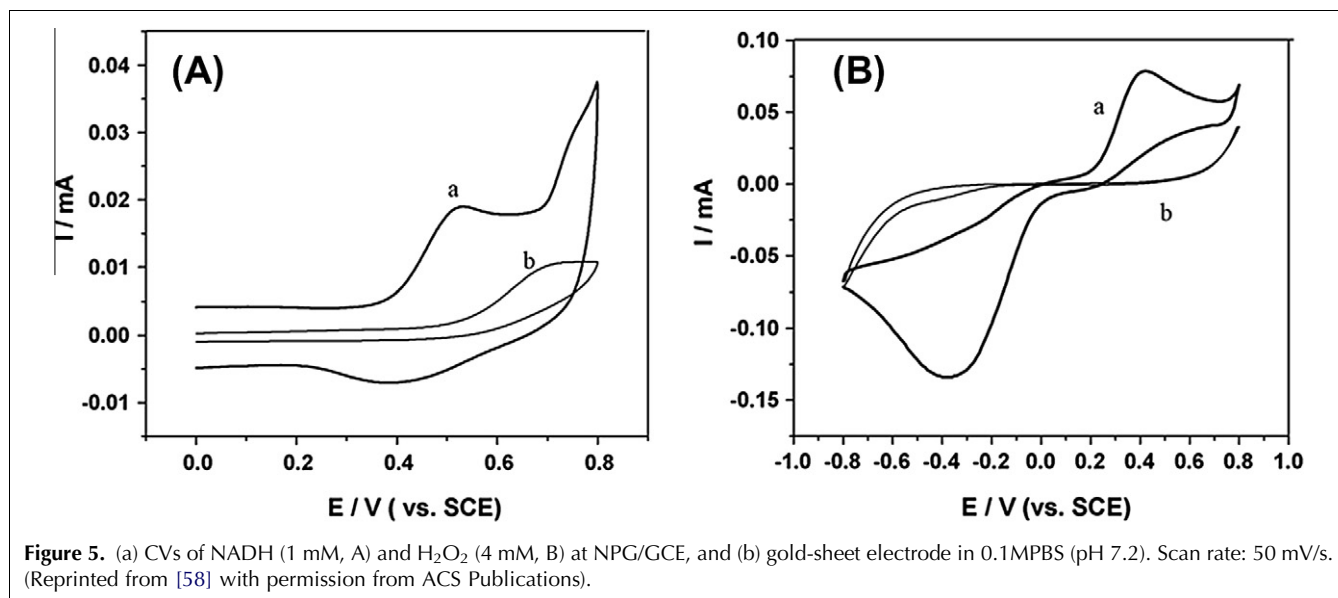 (A)
0.04
0.03
0.02
0.01
0.00
-0.01
I / mA
a
b
0.0 0.2 0.4 0.6 0.8
E / V ( vs. SCE)
(B)
0.10
0.05
0.00
-0.05
-0.10
-0.15
I / mA
a
b
-1.0 -0.8 -0.6 -0.4 -0.2 0.0 0.2 0.4 0.6 0.8 1.0
E / V (vs. SCE)
Figure 5. (a) CVs of NADH (1 mM, A) and H₂O₂ (4 mM, B) at NPG/GCE, and (b) gold-sheet electrode in 0.1MPBS (pH 7.2). Scan rate: 50 mV/s.
(Reprinted from [58] with permission from ACS Publications).